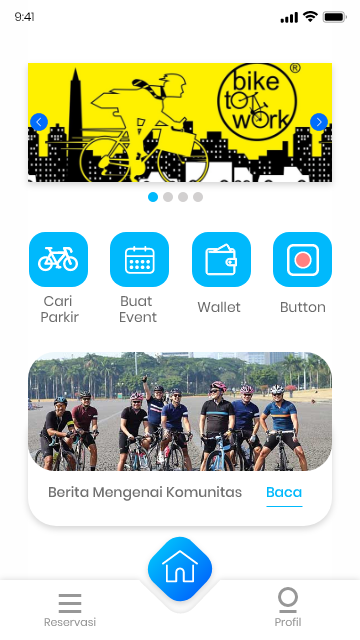 9:41
bike
to
work
®
Cari
Parkir
Buat
Event
Wallet
Button
Berita Mengenai Komunitas
Baca
Reservasi
Profil